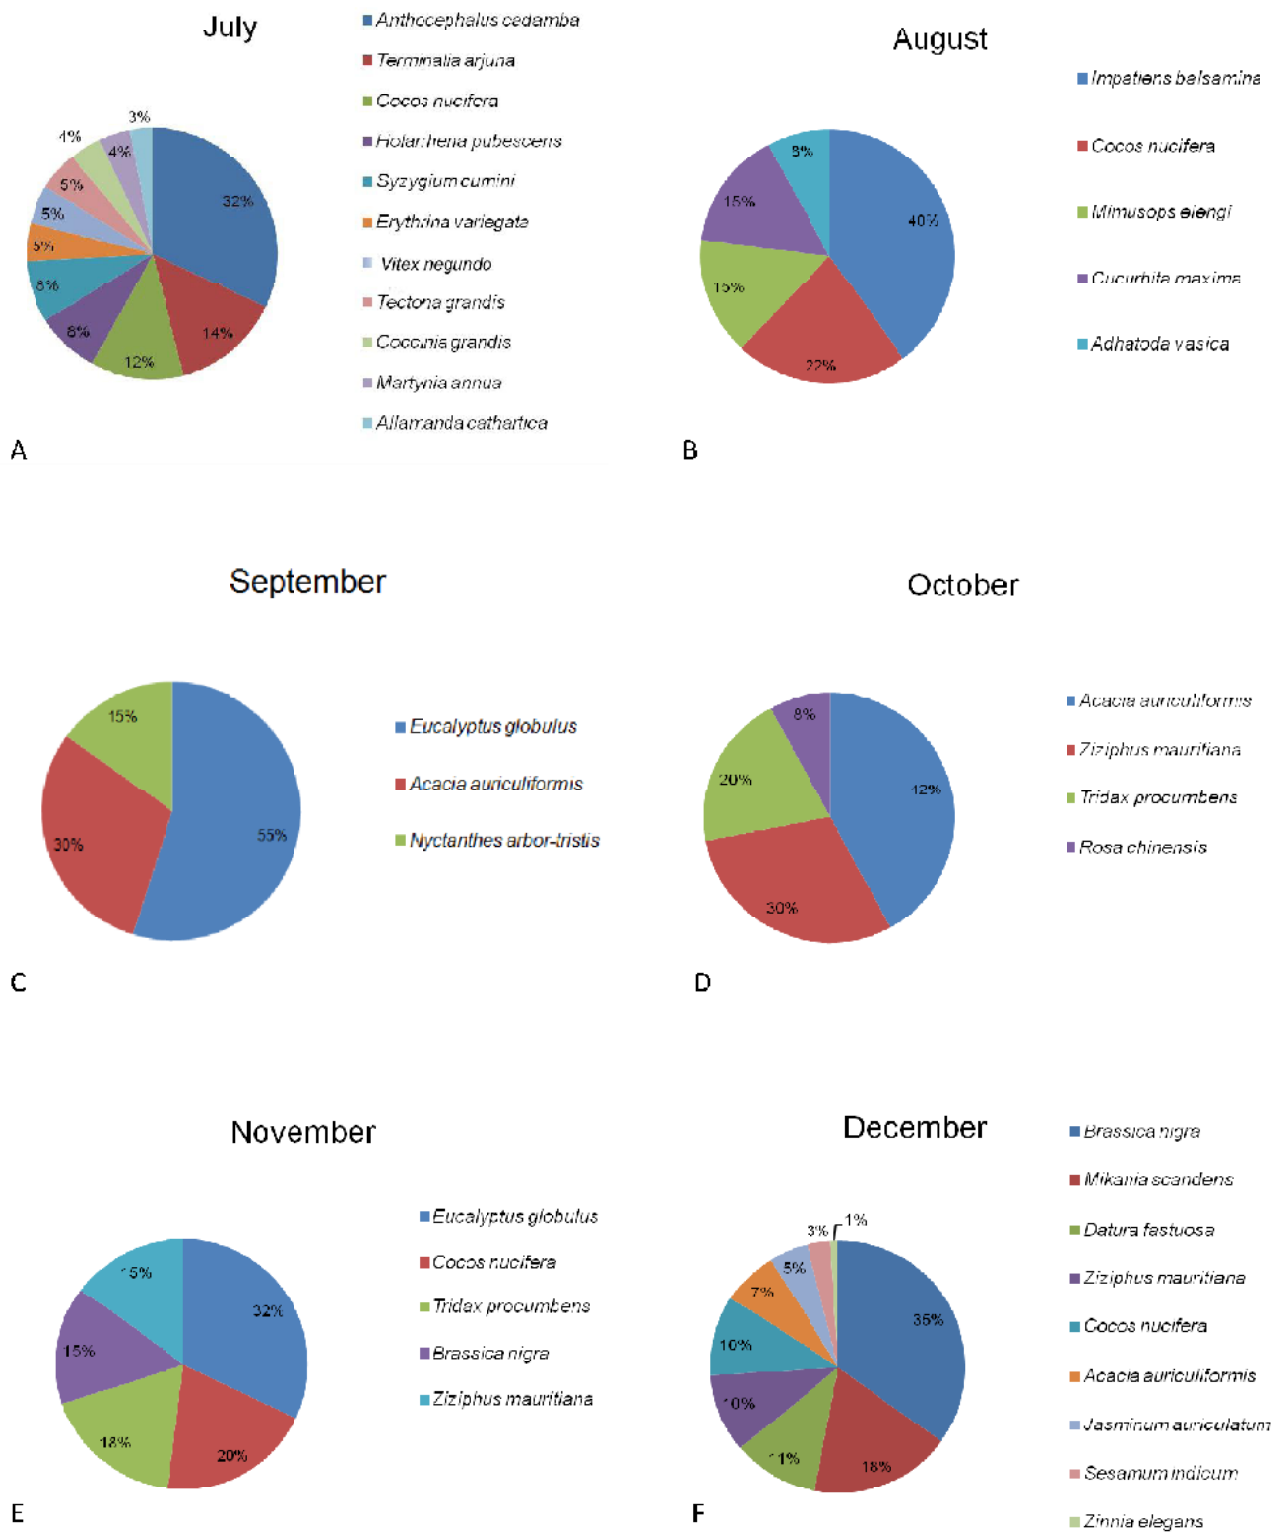 July
Anthocephalus cadamba
Terminalia arjuna
Cocos nucifera
Holarrhena pubescens
Syzygium cumini
Erythrina variegata
Vitex negundo
Tectona grandis
Coccinia grandis
Martynia annua
Allamanda cathartica
32%
14%
12%
8%
8%
5%
5%
5%
4%
4%
3%
A
August
Impatiens balsamina
Cocos nucifera
Mimusops elengi
Cucurbita maxima
Adhatoda vasica
40%
22%
15%
15%
8%
B
September
Eucalyptus globulus
Acacia auriculiformis
Nyctanthes arbor-tristis
55%
30%
15%
C
October
Acacia auriculiformis
Ziziphus mauritiana
Tridax procumbens
Rosa chinensis
42%
30%
20%
8%
D
November
Eucalyptus globulus
Cocos nucifera
Tridax procumbens
Brassica nigra
Ziziphus mauritiana
32%
20%
18%
15%
15%
E
December
Brassica nigra
Mikania scandens
Datura fastuosa
Ziziphus mauritiana
Cocos nucifera
Acacia auriculiformis
Jasminum auriculatum
Sesamum indicum
Zinnia elegans
35%
18%
11%
10%
10%
7%
5%
3%
1%
F